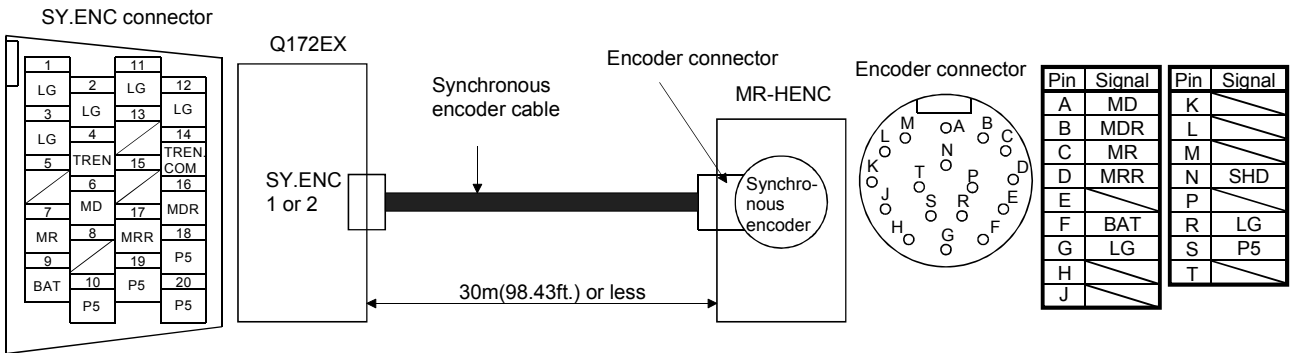 SY.ENC connector
1
LG
2
LG
3
LG
4
TREN
5
6
MD
7
MR
8
9
BAT
10
P5
11
LG
12
LG
13
14
TREN.
COM
15
16
MDR
17
MRR
18
P5
19
P5
20
P5
Q172EX
SY.ENC
1 or 2
Synchronous
encoder cable
Encoder connector
MR-HENC
Synchro-
nous
encoder
30m(98.43ft.) or less
Encoder connector
A
B
C
D
E
F
G
H
J
K
L
M
N
P
R
S
T
Pin Signal
A MD
B MDR
C MR
D MRR
E
F BAT
G LG
H
J
Pin Signal
K
L
M
N SHD
P
R LG
S P5
T